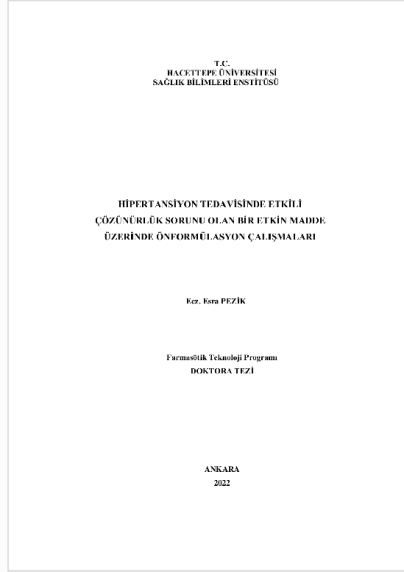 T.C.
HACETTEPE ÜNİVERSİTESİ
SAĞLIK BİLİMLERİ ENSTİTÜSÜ
HİPERTANSİYON TEDAVİSİNDE ETKİLİ
ÇÖZÜNÜRLÜK SORUNU OLAN BİR ETKİN MADDE
ÜZERİNDE ÖNFORMÜLASYON ÇALIŞMALARI
Ecz. Esra PEZİK
Farmasötik Teknoloji Programı
DOKTORA TEZİ
ANKARA
2022